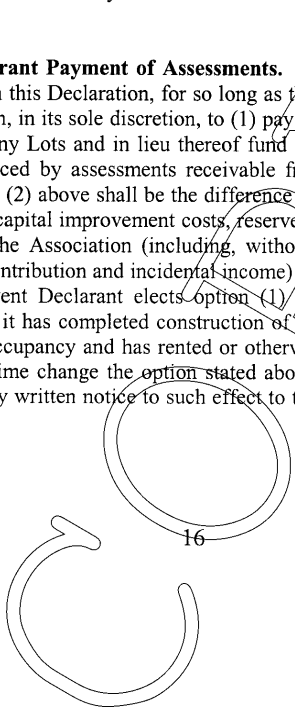 rant Payment of Assessments.
n this Declaration, for so long as t
n, in its sole discretion, to (1) pay
ny Lots and in lieu thereof fund
ced by assessments receivable fr
(2) above shall be the difference
capital improvement costs, reserve
he Association (including, witho
ntribution and incidental income)
ent Declarant elects option (1)
it has completed construction of
ccupancy and has rented or otherw
ime change the option stated abo
y written notice to such effect to t
16